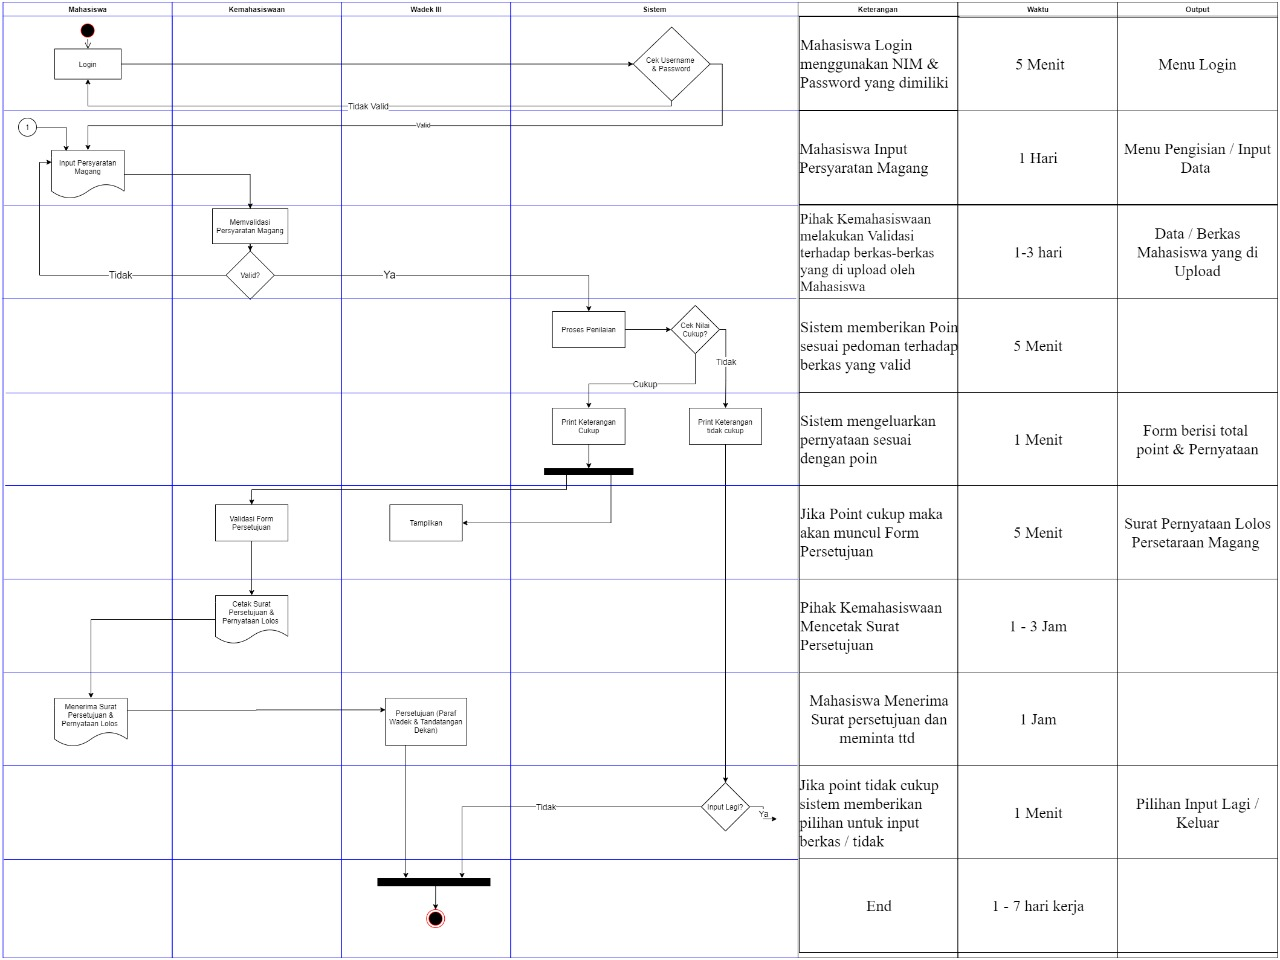 Mahasiswa
Kemahasiswaan
Wadek III
Sistem
Keterangan
Waktu
Output
Login
Cek Username
& Password
Tidak Valid
Mahasiswa Login
menggunakan NIM &
Password yang dimiliki
5 Menit
Menu Login
1
Valid
Input Persyaratan
Magang
Mahasiswa Input
Persyaratan Magang
1 Hari
Menu Pengisian / Input
Data
Memvalidasi
Persyaratan Magang
Tidak
Valid?
Ya
Pihak Kemahasiswaan
melakukan Validasi
terhadap berkas-berkas
yang di upload oleh
Mahasiswa
1-3 hari
Data / Berkas
Mahasiswa yang di
Upload
Proses Penilaian
Cek Nilai
Cukup?
Tidak
Cukup
Sistem memberikan Poin
sesuai pedoman terhadap
berkas yang valid
5 Menit
Print Keterangan
Cukup
Print Keterangan
tidak cukup
Sistem mengeluarkan
pernyataan sesuai
dengan poin
1 Menit
Form berisi total
point & Pernyataan
Validasi Form
Persetujuan
Tampilkan
Jika Point cukup maka
akan muncul Form
Persetujuan
5 Menit
Surat Pernyataan Lolos
Persetaraan Magang
Cetak Surat
Persetujuan &
Pernyataan Lolos
Pihak Kemahasiswaan
Mencetak Surat
Persetujuan
1 - 3 Jam
Menerima Surat
Persetujuan &
Pernyataan Lolos
Persetujuan (Paraf
Wadek & Tandatangan
Dekan)
Mahasiswa Menerima
Surat persetujuan dan
meminta ttd
1 Jam
Tidak
Input Lagi?
Ya
Jika point tidak cukup
sistem memberikan
pilihan untuk input
berkas / tidak
1 Menit
Pilihan Input Lagi /
Keluar
End
1 - 7 hari kerja